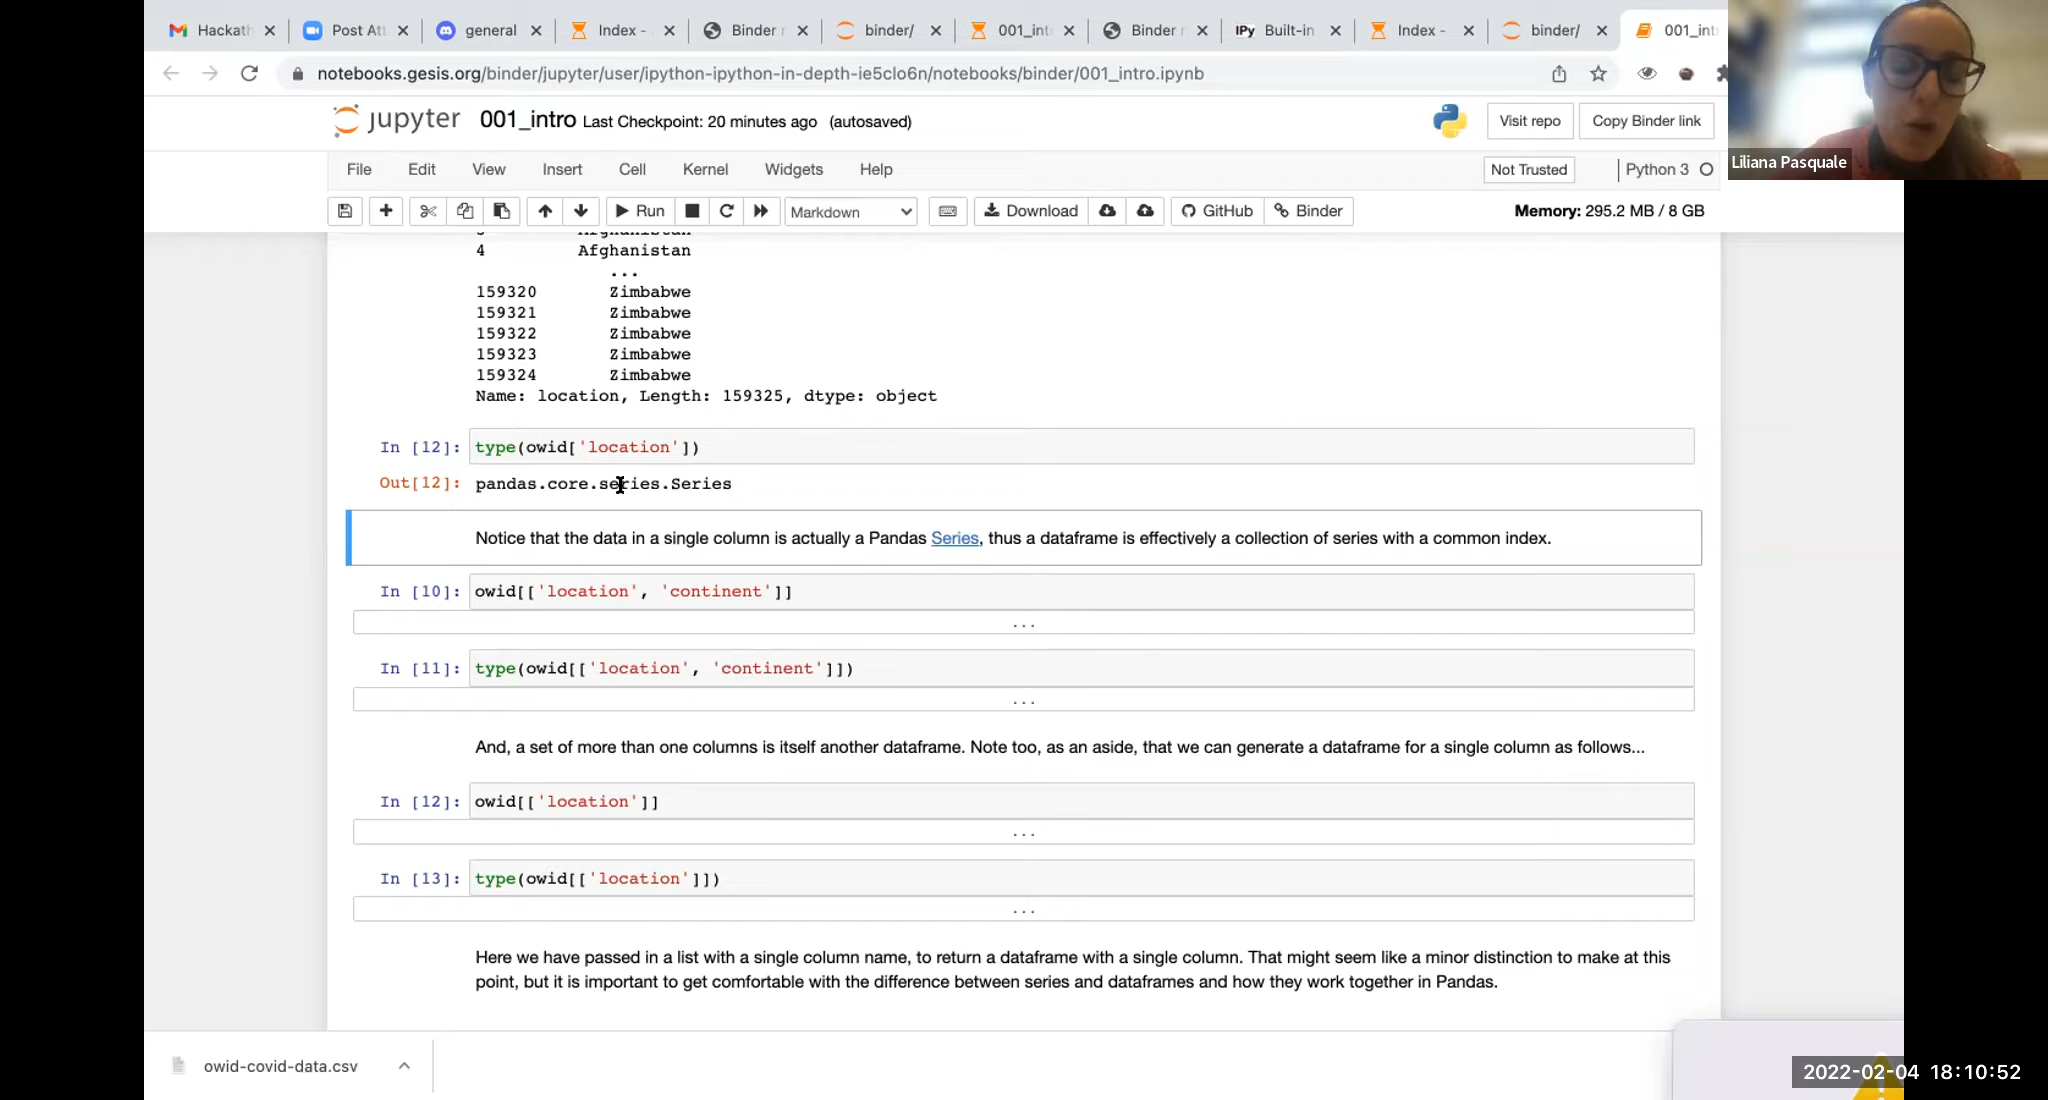 Hackath
Post Att
general
Index -
Binder r
binder/
001_int
Binder r
IPy Built-in
Index -
binder/
001_int
notebooks.gesis.org/binder/jupyter/user/ipython-ipython-in-depth-ie5clo6n/notebooks/binder/001_intro.ipynb
jupyter 001_intro Last Checkpoint: 20 minutes ago (autosaved)
Visit repo
Copy Binder link
Liliana Pasquale
File Edit View Insert Cell Kernel Widgets Help
Not Trusted
Python 3
Run
Markdown
Download
GitHub
Binder
Memory: 295.2 MB / 8 GB
4 Afghanistan
...
159320 Zimbabwe
159321 Zimbabwe
159322 Zimbabwe
159323 Zimbabwe
159324 Zimbabwe
Name: location, Length: 159325, dtype: object
In [12]: type(owid['location'])
Out[12]: pandas.core.series.Series
Notice that the data in a single column is actually a Pandas Series, thus a dataframe is effectively a collection of series with a common index.
In [10]: owid[['location', 'continent']]
...
In [11]: type(owid[['location', 'continent']])
...
And, a set of more than one columns is itself another dataframe. Note too, as an aside, that we can generate a dataframe for a single column as follows...
In [12]: owid[['location']]
...
In [13]: type(owid[['location']])
...
Here we have passed in a list with a single column name, to return a dataframe with a single column. That might seem like a minor distinction to make at this
point, but it is important to get comfortable with the difference between series and dataframes and how they work together in Pandas.
owid-covid-data.csv
2022-02-04 18:10:52